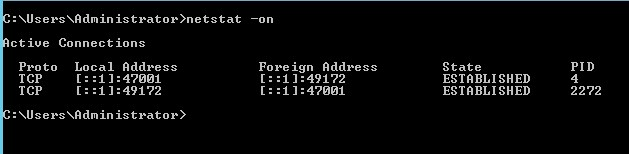 C:\Users\Administrator>netstat -on
Active Connections
Proto Local Address Foreign Address State PID
TCP [::1]:47001 [::1]:49172 ESTABLISHED 4
TCP [::1]:49172 [::1]:47001 ESTABLISHED 2272
C:\Users\Administrator>